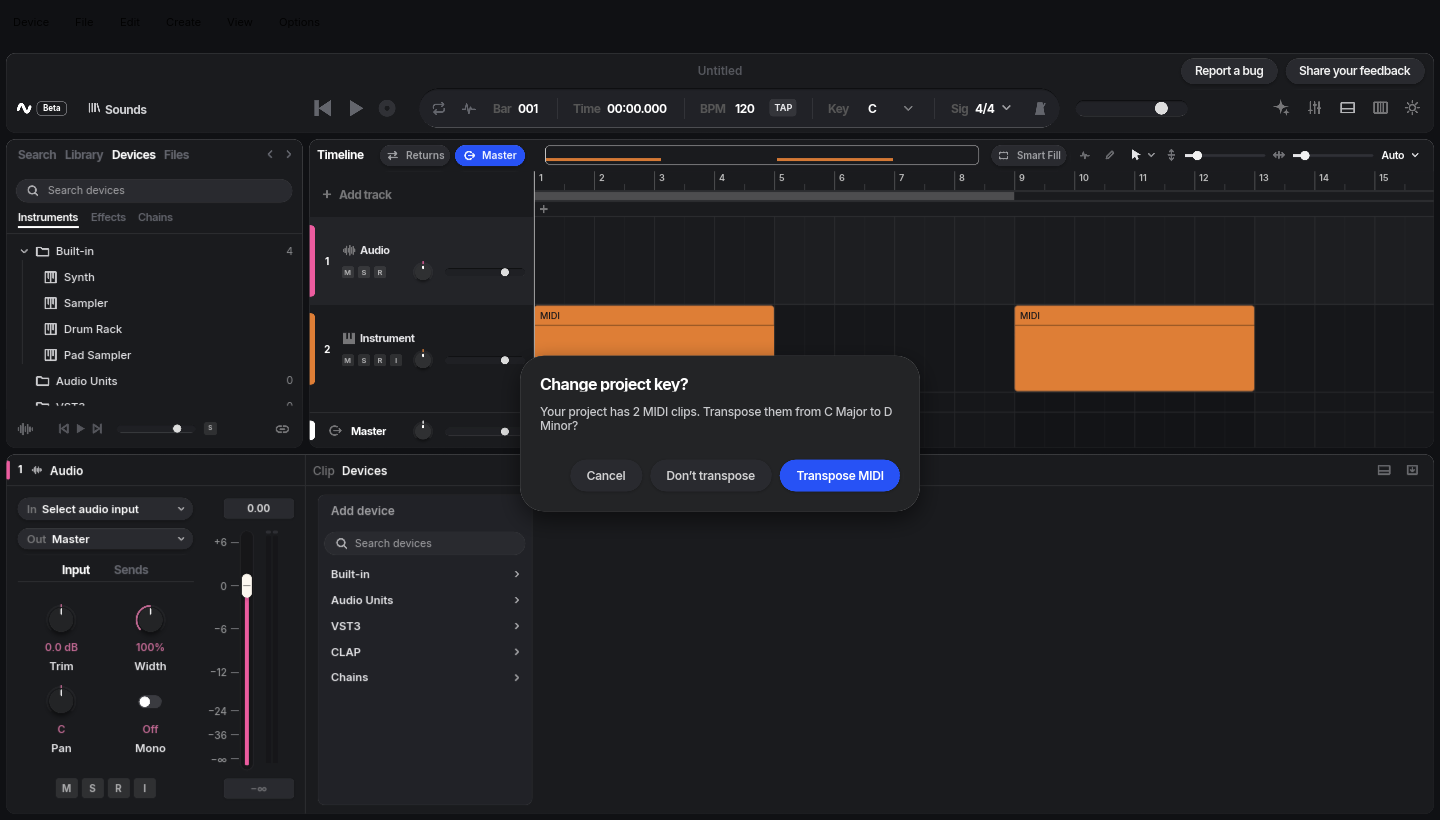 Device File Edit Create View Options
Untitled
Report a bug Share your feedback
Beta Sounds
Bar 001 Time 00:00.000 BPM 120 TAP Key C Sig 4/4
Search Library Devices Files
Timeline Returns Master Smart Fill Auto
Search devices
1 2 3 4 5 6 7 8 9 10 11 12 13 14 15
Add track
Instruments Effects Chains
Built-in 4
Synth
Sampler
Drum Rack
Pad Sampler
Audio Units 0
VST3 0
S
1 Audio
M S R
2 Instrument
M S R I
Master
MIDI MIDI
Change project key?
Your project has 2 MIDI clips. Transpose them from C Major to D
Minor?
Cancel Don't transpose Transpose MIDI
1 Audio
Clip Devices
In Select audio input 0.00
Out Master
Input Sends
0.0 dB 100%
Trim Width
C Off
Pan Mono
M S R I
+6
0
−6
−12
−24
−36
−∞
−∞
Add device
Search devices
Built-in
Audio Units
VST3
CLAP
Chains